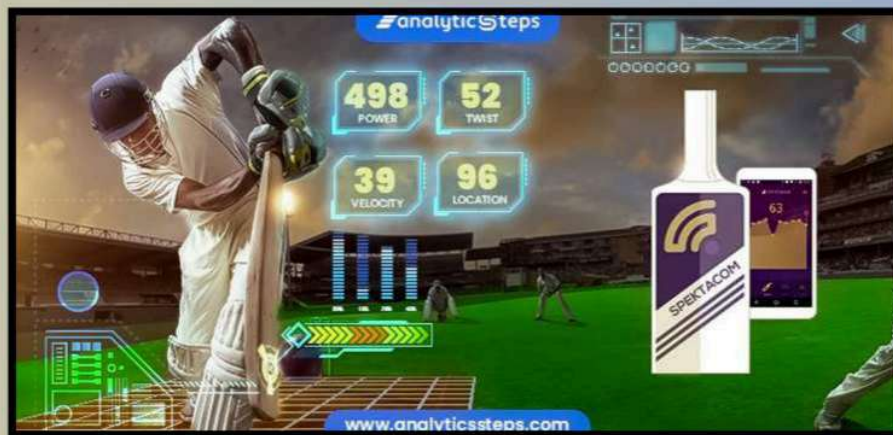 analyticSteps
498
POWER
52
TWIST
39
VELOCITY
96
LOCATION
63
SPEKTACOM
www.analyticssteps.com